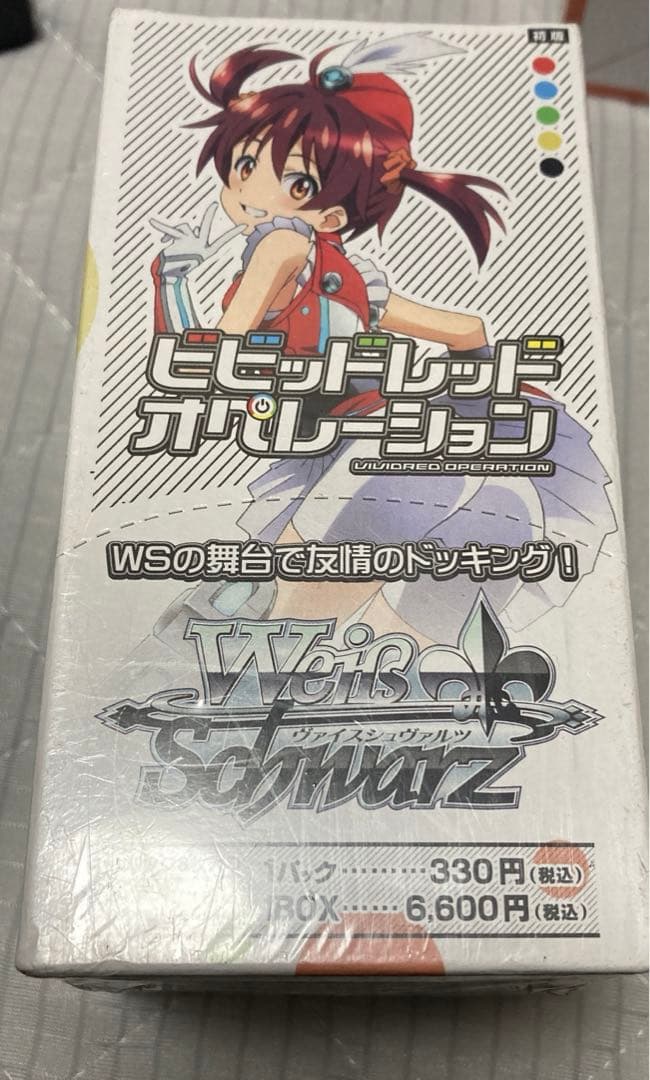 初版
ビビッドレッド
オペレーション
VIVIDRED OPERATION
WSの舞台で友情のドッキング!
Weiß
ヴァイスシュヴァルツ
Schwarz
1パック………330円(税込)
1BOX……6,600円(税込)